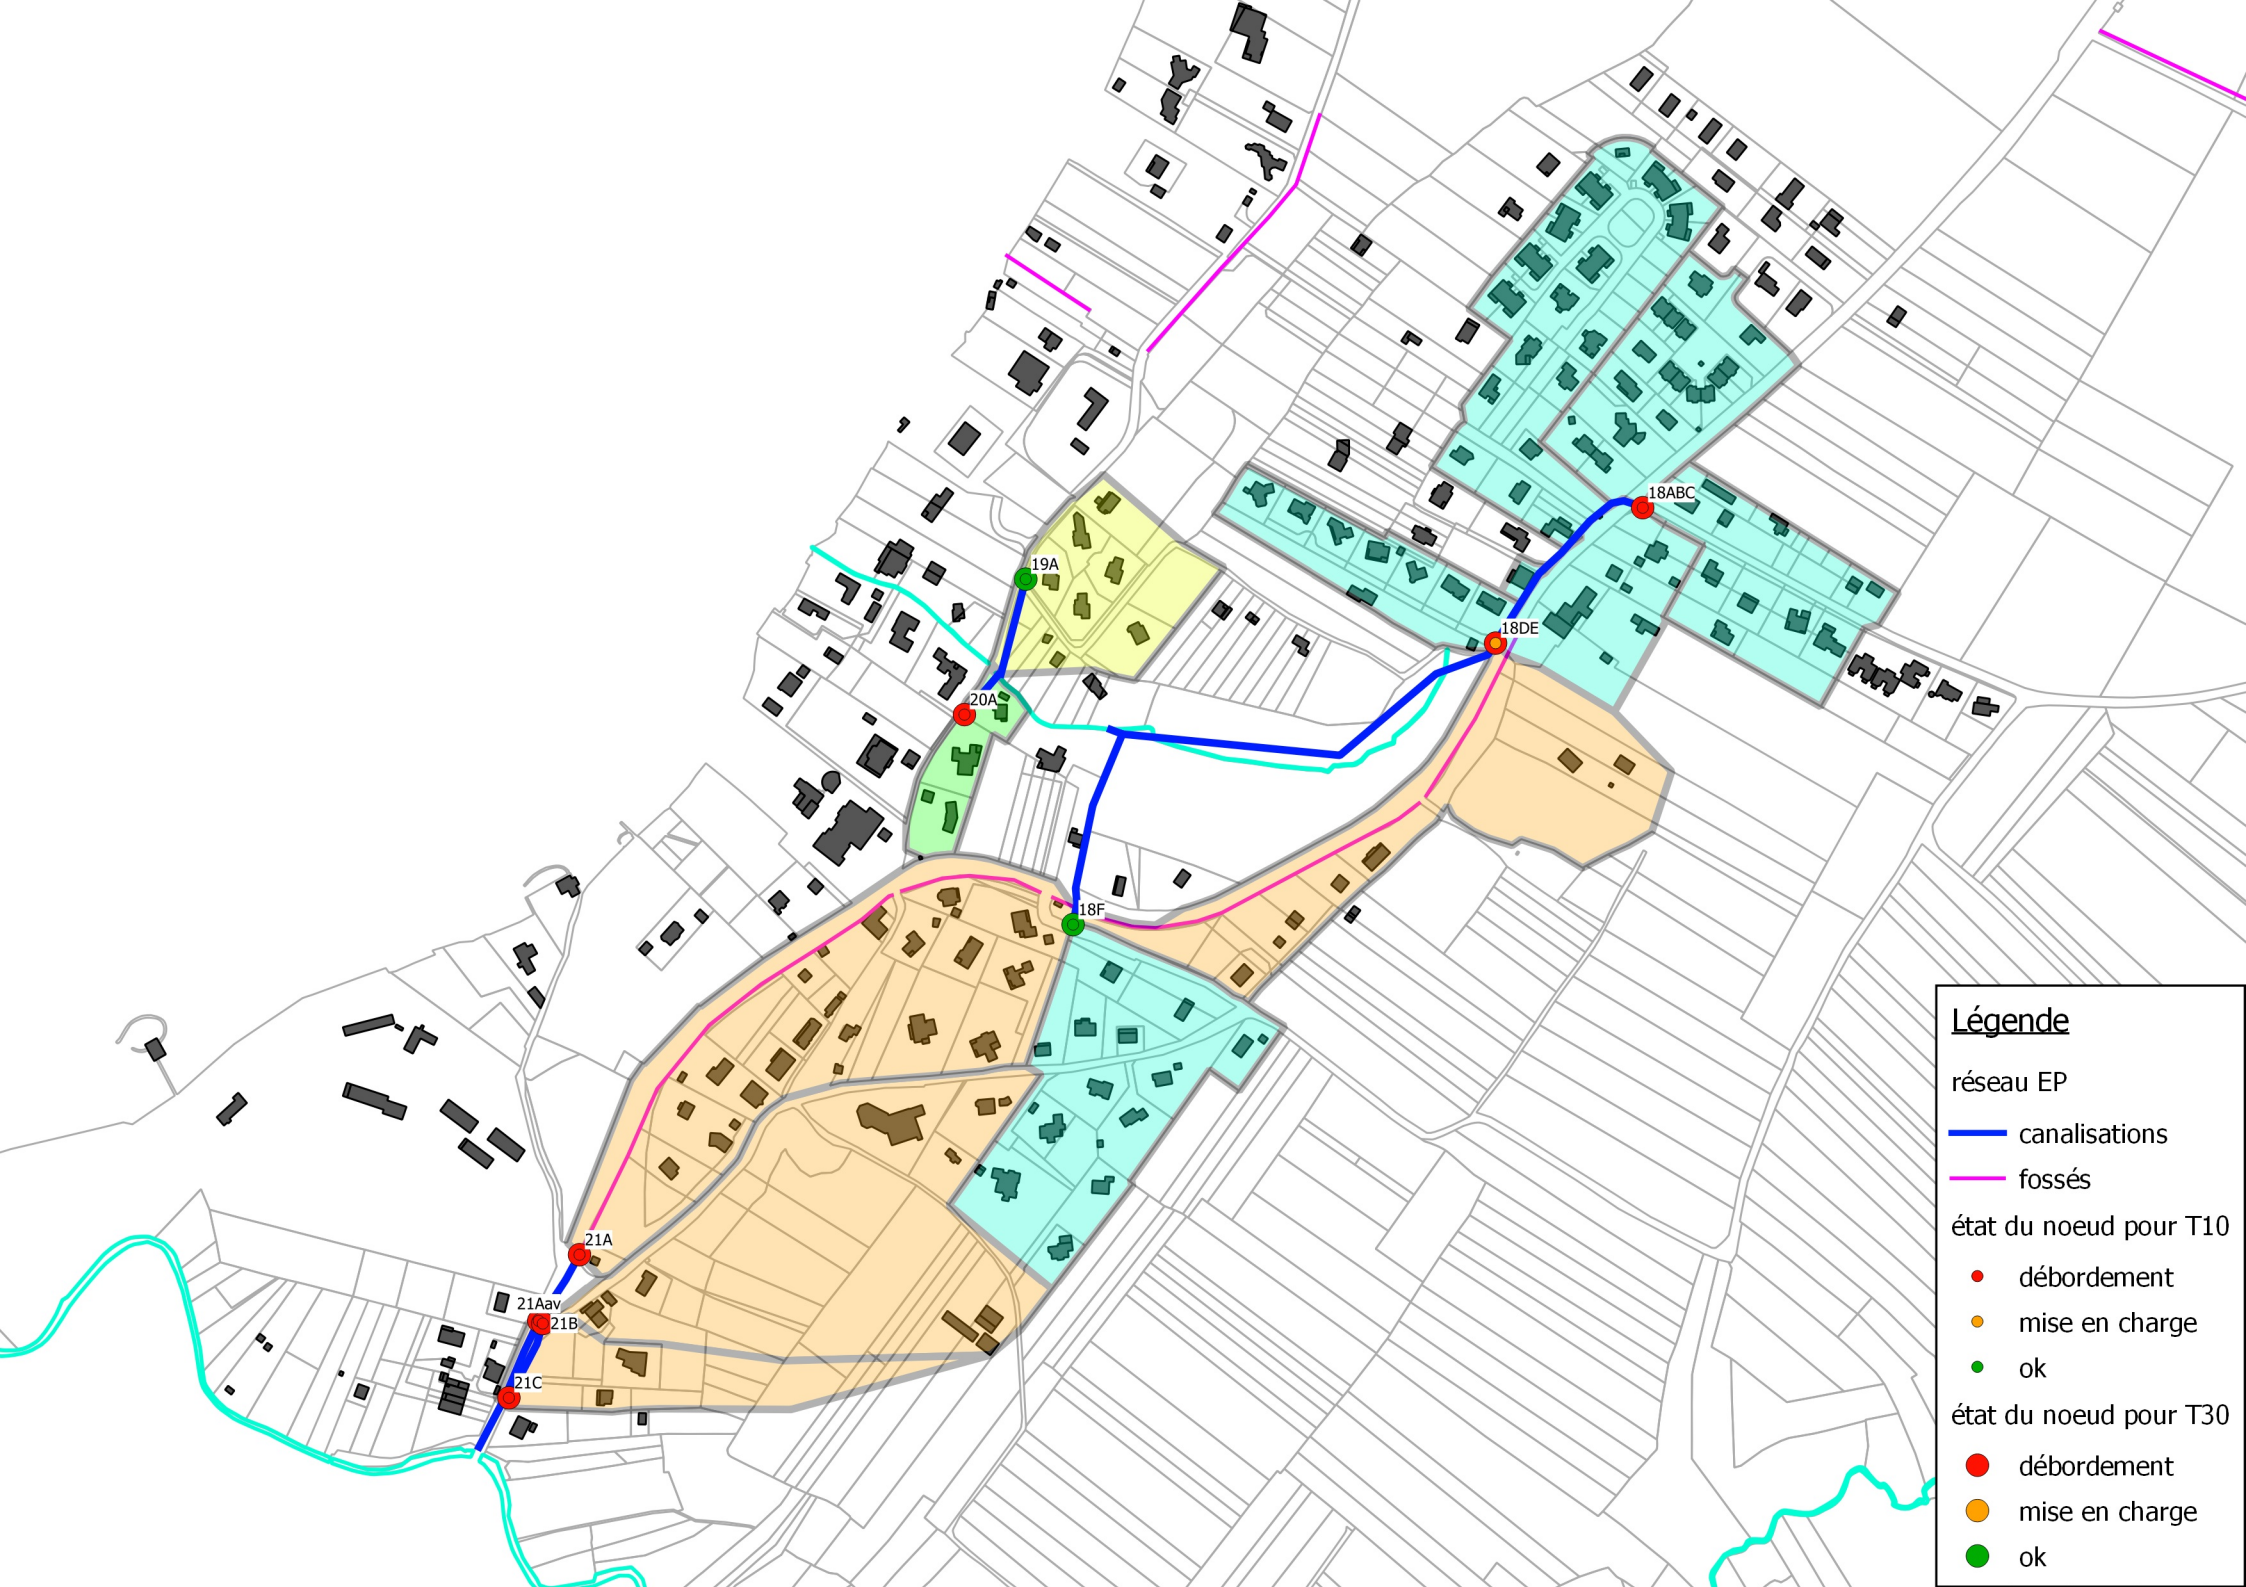 18ABC
19A
18DE
20A
18F
21A
21Aav
21B
21C
Légende
réseau EP
canalisations
fossés
état du noeud pour T10
débordement
mise en charge
ok
état du noeud pour T30
débordement
mise en charge
ok